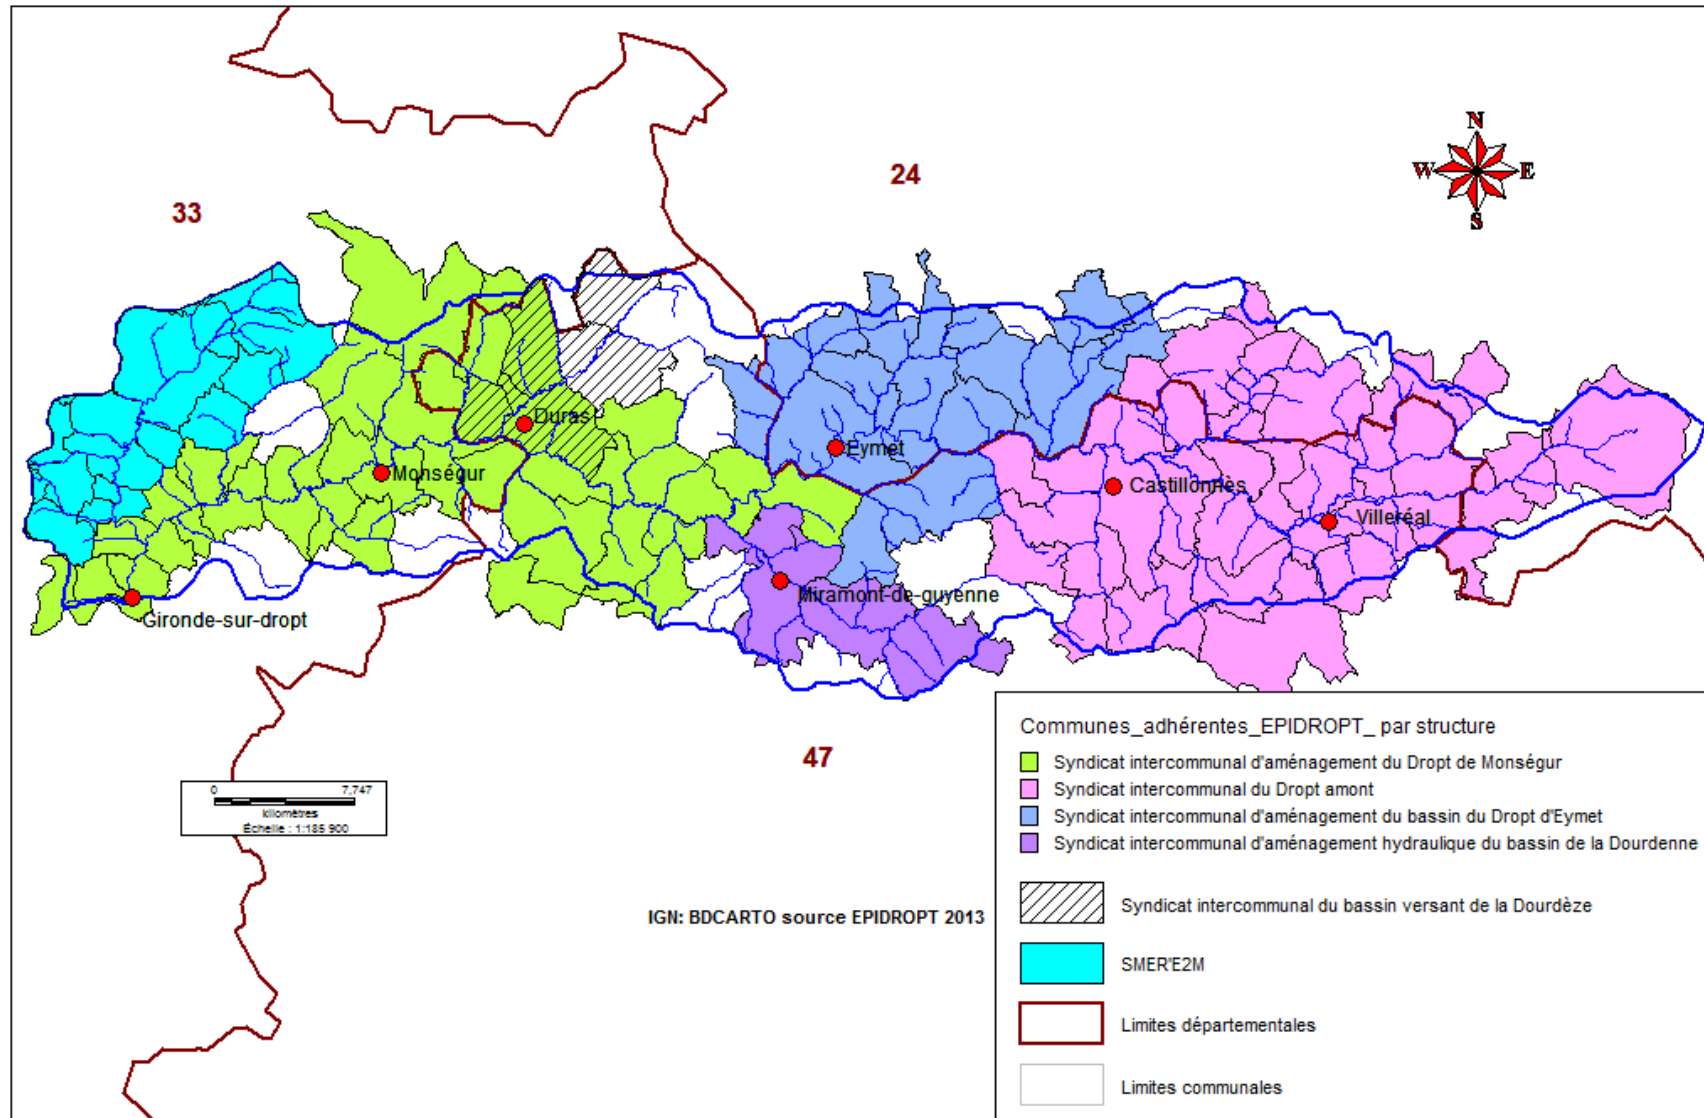 N
W E
S
24
33
Duras
Eymet
Monségur
Castillonnès
Villeréal
Miramont-de-guyenne
Gironde-sur-dropt
47
0 7,747
kilomètres
Échelle : 1:185 900
IGN: BDCARTO source EPIDROPT 2013
Communes_adhérentes_EPIDROPT_ par structure
Syndicat intercommunal d'aménagement du Dropt de Monségur
Syndicat intercommunal du Dropt amont
Syndicat intercommunal d'aménagement du bassin du Dropt d'Eymet
Syndicat intercommunal d'aménagement hydraulique du bassin de la Dourdenne
Syndicat intercommunal du bassin versant de la Dourdèze
SMER'E2M
Limites départementales
Limites communales